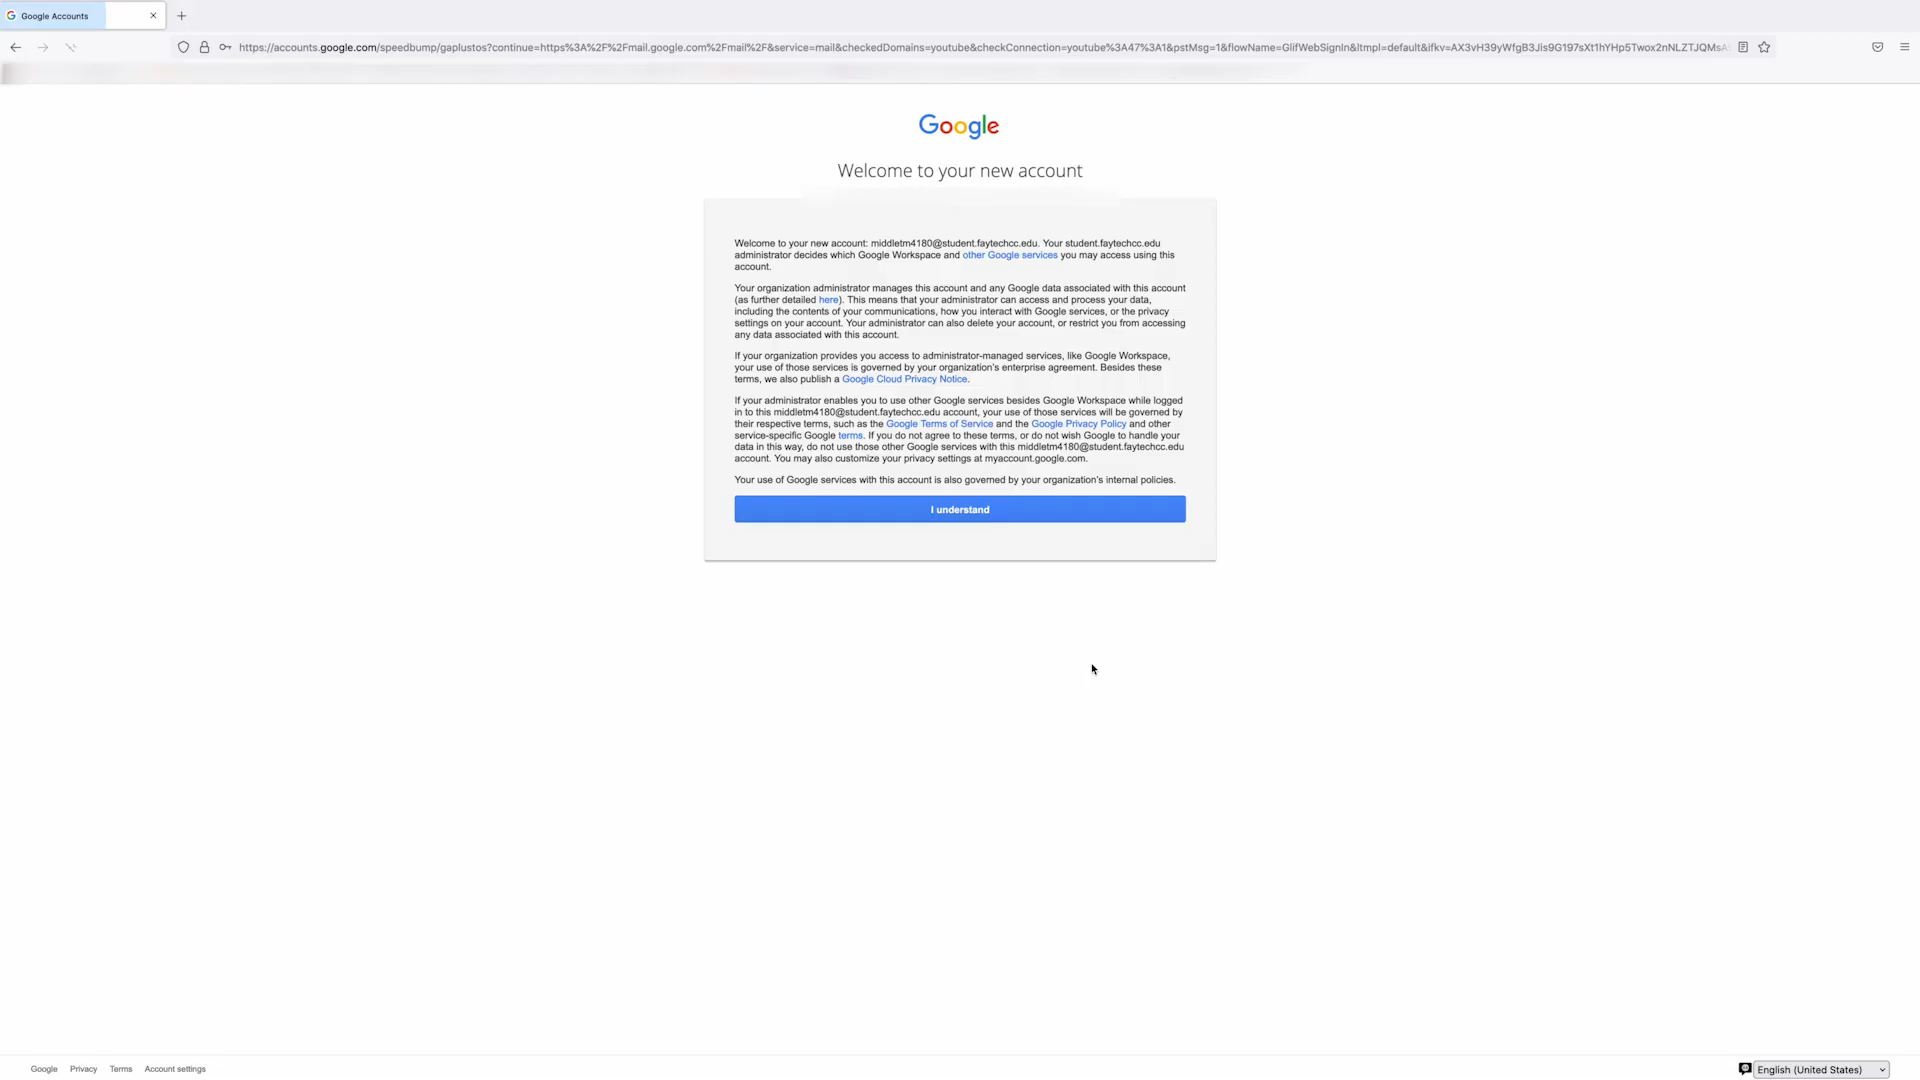 Google Accounts
https://accounts.google.com/speedbump/gaplustos?continue=https%3A%2F%2Fmail.google.com%2Fmail%2F&service=mail&checkedDomains=youtube&checkConnection=youtube%3A47%3A1&pstMsg=1&flowName=GlifWebSignIn&ltmpl=default&ifkv=AX3vH39yWfgB3Jis9G197sXt1hYHp5Twox2nNLZTJQMsA
Google
Welcome to your new account
Welcome to your new account: middletm4180@student.faytechcc.edu. Your student.faytechcc.edu
administrator decides which Google Workspace and other Google services you may access using this
account.
Your organization administrator manages this account and any Google data associated with this account
(as further detailed here). This means that your administrator can access and process your data,
including the contents of your communications, how you interact with Google services, or the privacy
settings on your account. Your administrator can also delete your account, or restrict you from accessing
any data associated with this account.
If your organization provides you access to administrator-managed services, like Google Workspace,
your use of those services is governed by your organization's enterprise agreement. Besides these
terms, we also publish a Google Cloud Privacy Notice.
If your administrator enables you to use other Google services besides Google Workspace while logged
in to this middletm4180@student.faytechcc.edu account, your use of those services will be governed by
their respective terms, such as the Google Terms of Service and the Google Privacy Policy and other
service-specific Google terms. If you do not agree to these terms, or do not wish Google to handle your
data in this way, do not use those other Google services with this middletm4180@student.faytechcc.edu
account. You may also customize your privacy settings at myaccount.google.com.
Your use of Google services with this account is also governed by your organization's internal policies.
I understand
Google Privacy Terms Account settings English (United States)